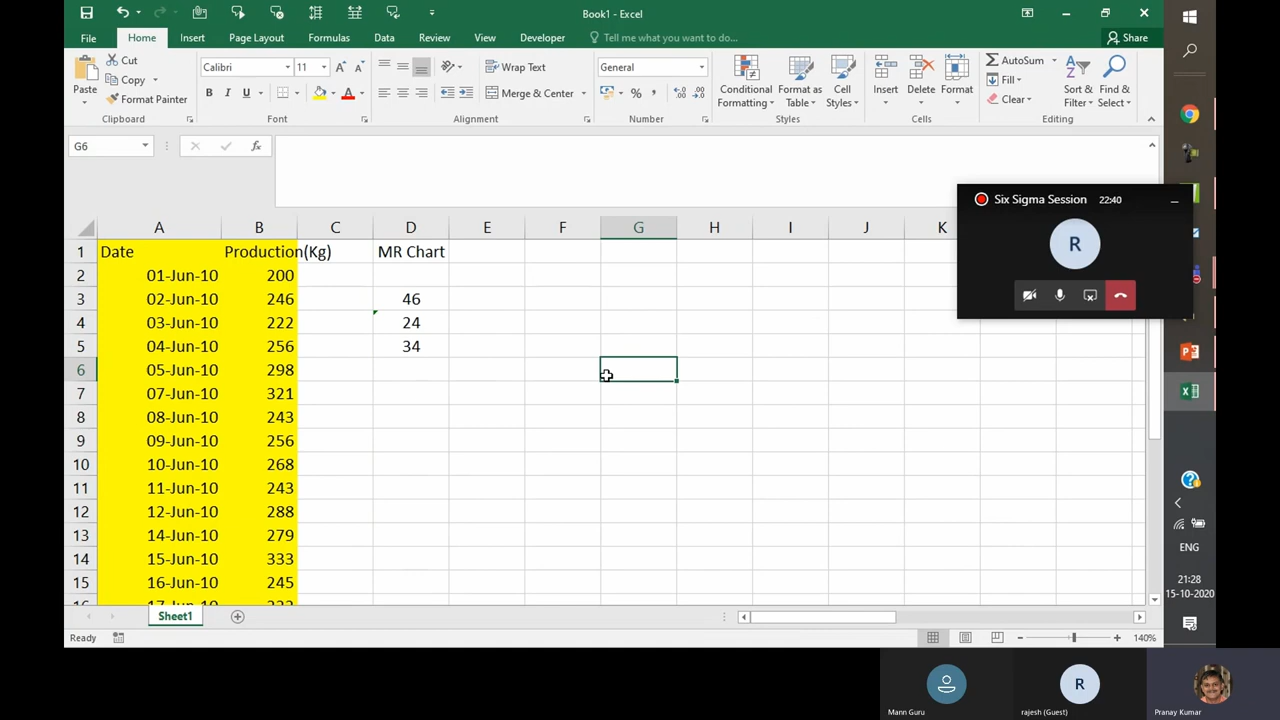 Book1 - Excel
File Home Insert Page Layout Formulas Data Review View Developer Tell me what you want to do... Share
Paste
Cut
Copy
Format Painter
Clipboard
Calibri 11
B I U
Font
Wrap Text
Merge & Center
Alignment
General
% ,
Number
Conditional Formatting
Format as Table
Cell Styles
Styles
Insert Delete Format
Cells
AutoSum
Fill
Clear
Sort & Filter
Find & Select
Editing
G6
fx
Six Sigma Session 22:40
R
A B C D E F G H I J K
1 Date Production(Kg) MR Chart
2 01-Jun-10 200
3 02-Jun-10 246 46
4 03-Jun-10 222 24
5 04-Jun-10 256 34
6 05-Jun-10 298
7 07-Jun-10 321
8 08-Jun-10 243
9 09-Jun-10 256
10 10-Jun-10 268
11 11-Jun-10 243
12 12-Jun-10 288
13 14-Jun-10 279
14 15-Jun-10 333
15 16-Jun-10 245
Sheet1
Ready
140%
ENG
21:28
15-10-2020
R
Mann Guru
rajesh (Guest)
Pranay Kumar